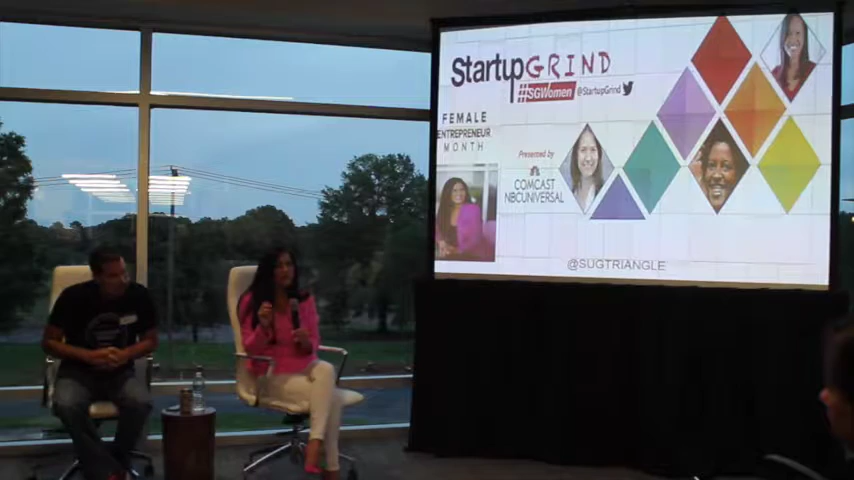 StartupGRIND
#SGWomen @StartupGrind
FEMALE
ENTREPRENEUR
MONTH
Presented by
COMCAST
NBCUNIVERSAL
@SUGTRIANGLE